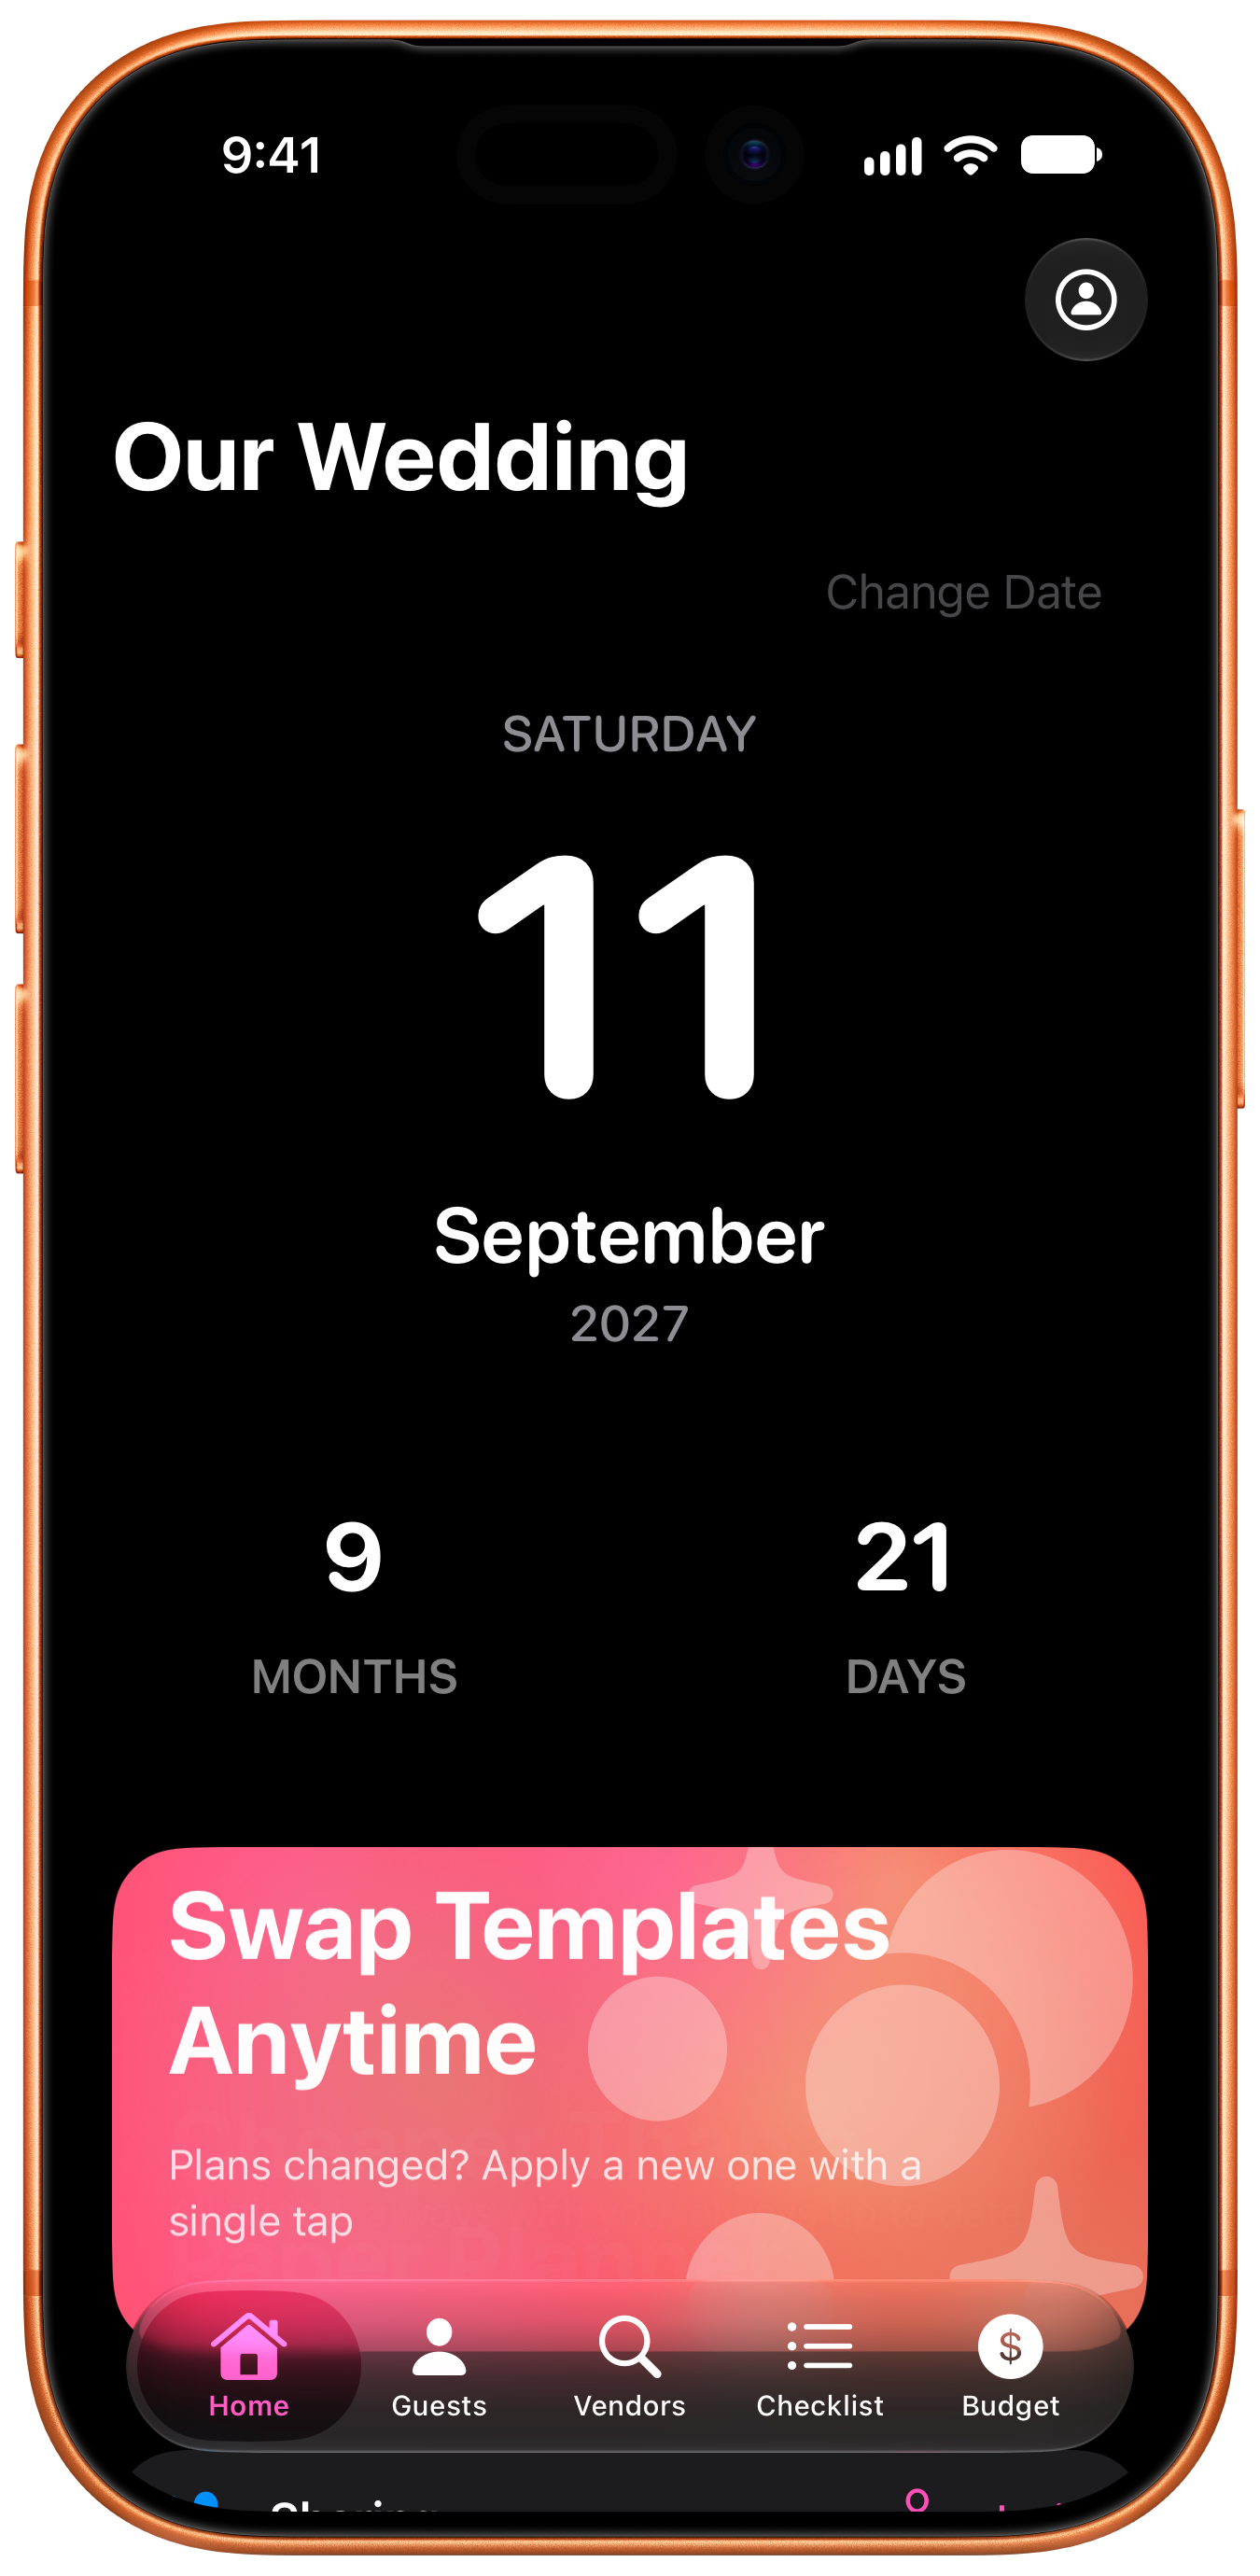 9:41
Our Wedding
Change Date
SATURDAY
11
September
2027
9 21
MONTHS DAYS
Swap Templates
Anytime
Plans changed? Apply a new one with a
single tap
$
Home Guests Vendors Checklist Budget